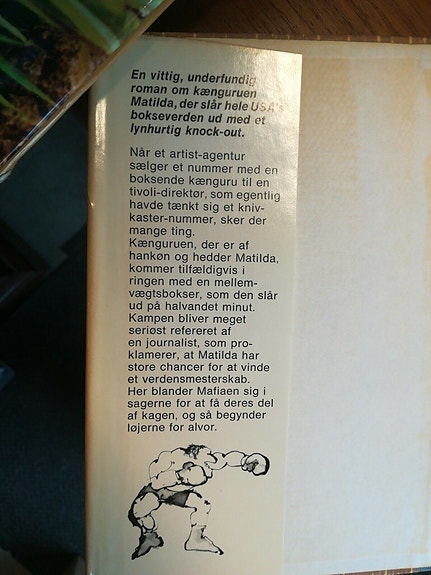 En vittig, underfundig
roman om kænguruen
Matilda, der slår hele USA's
bokseverden ud med et
lynhurtig knock-out.
Når et artist-agentur
sælger et nummer med en
boksende kænguru til en
tivoli-direktør, som egentlig
havde tænkt sig et kniv-
kaster-nummer, sker der
mange ting.
Kænguruen, der er af
hankøn og hedder Matilda,
kommer tilfældigvis i
ringen med en mellem-
vægtsbokser, som den slår
ud på halvandet minut.
Kampen bliver meget
seriøst refereret af
en journalist, som pro-
klamerer, at Matilda har
store chancer for at vinde
et verdensmesterskab.
Her blander Mafiaen sig i
sagerne for at få deres del
af kagen, og så begynder
løjerne for alvor.